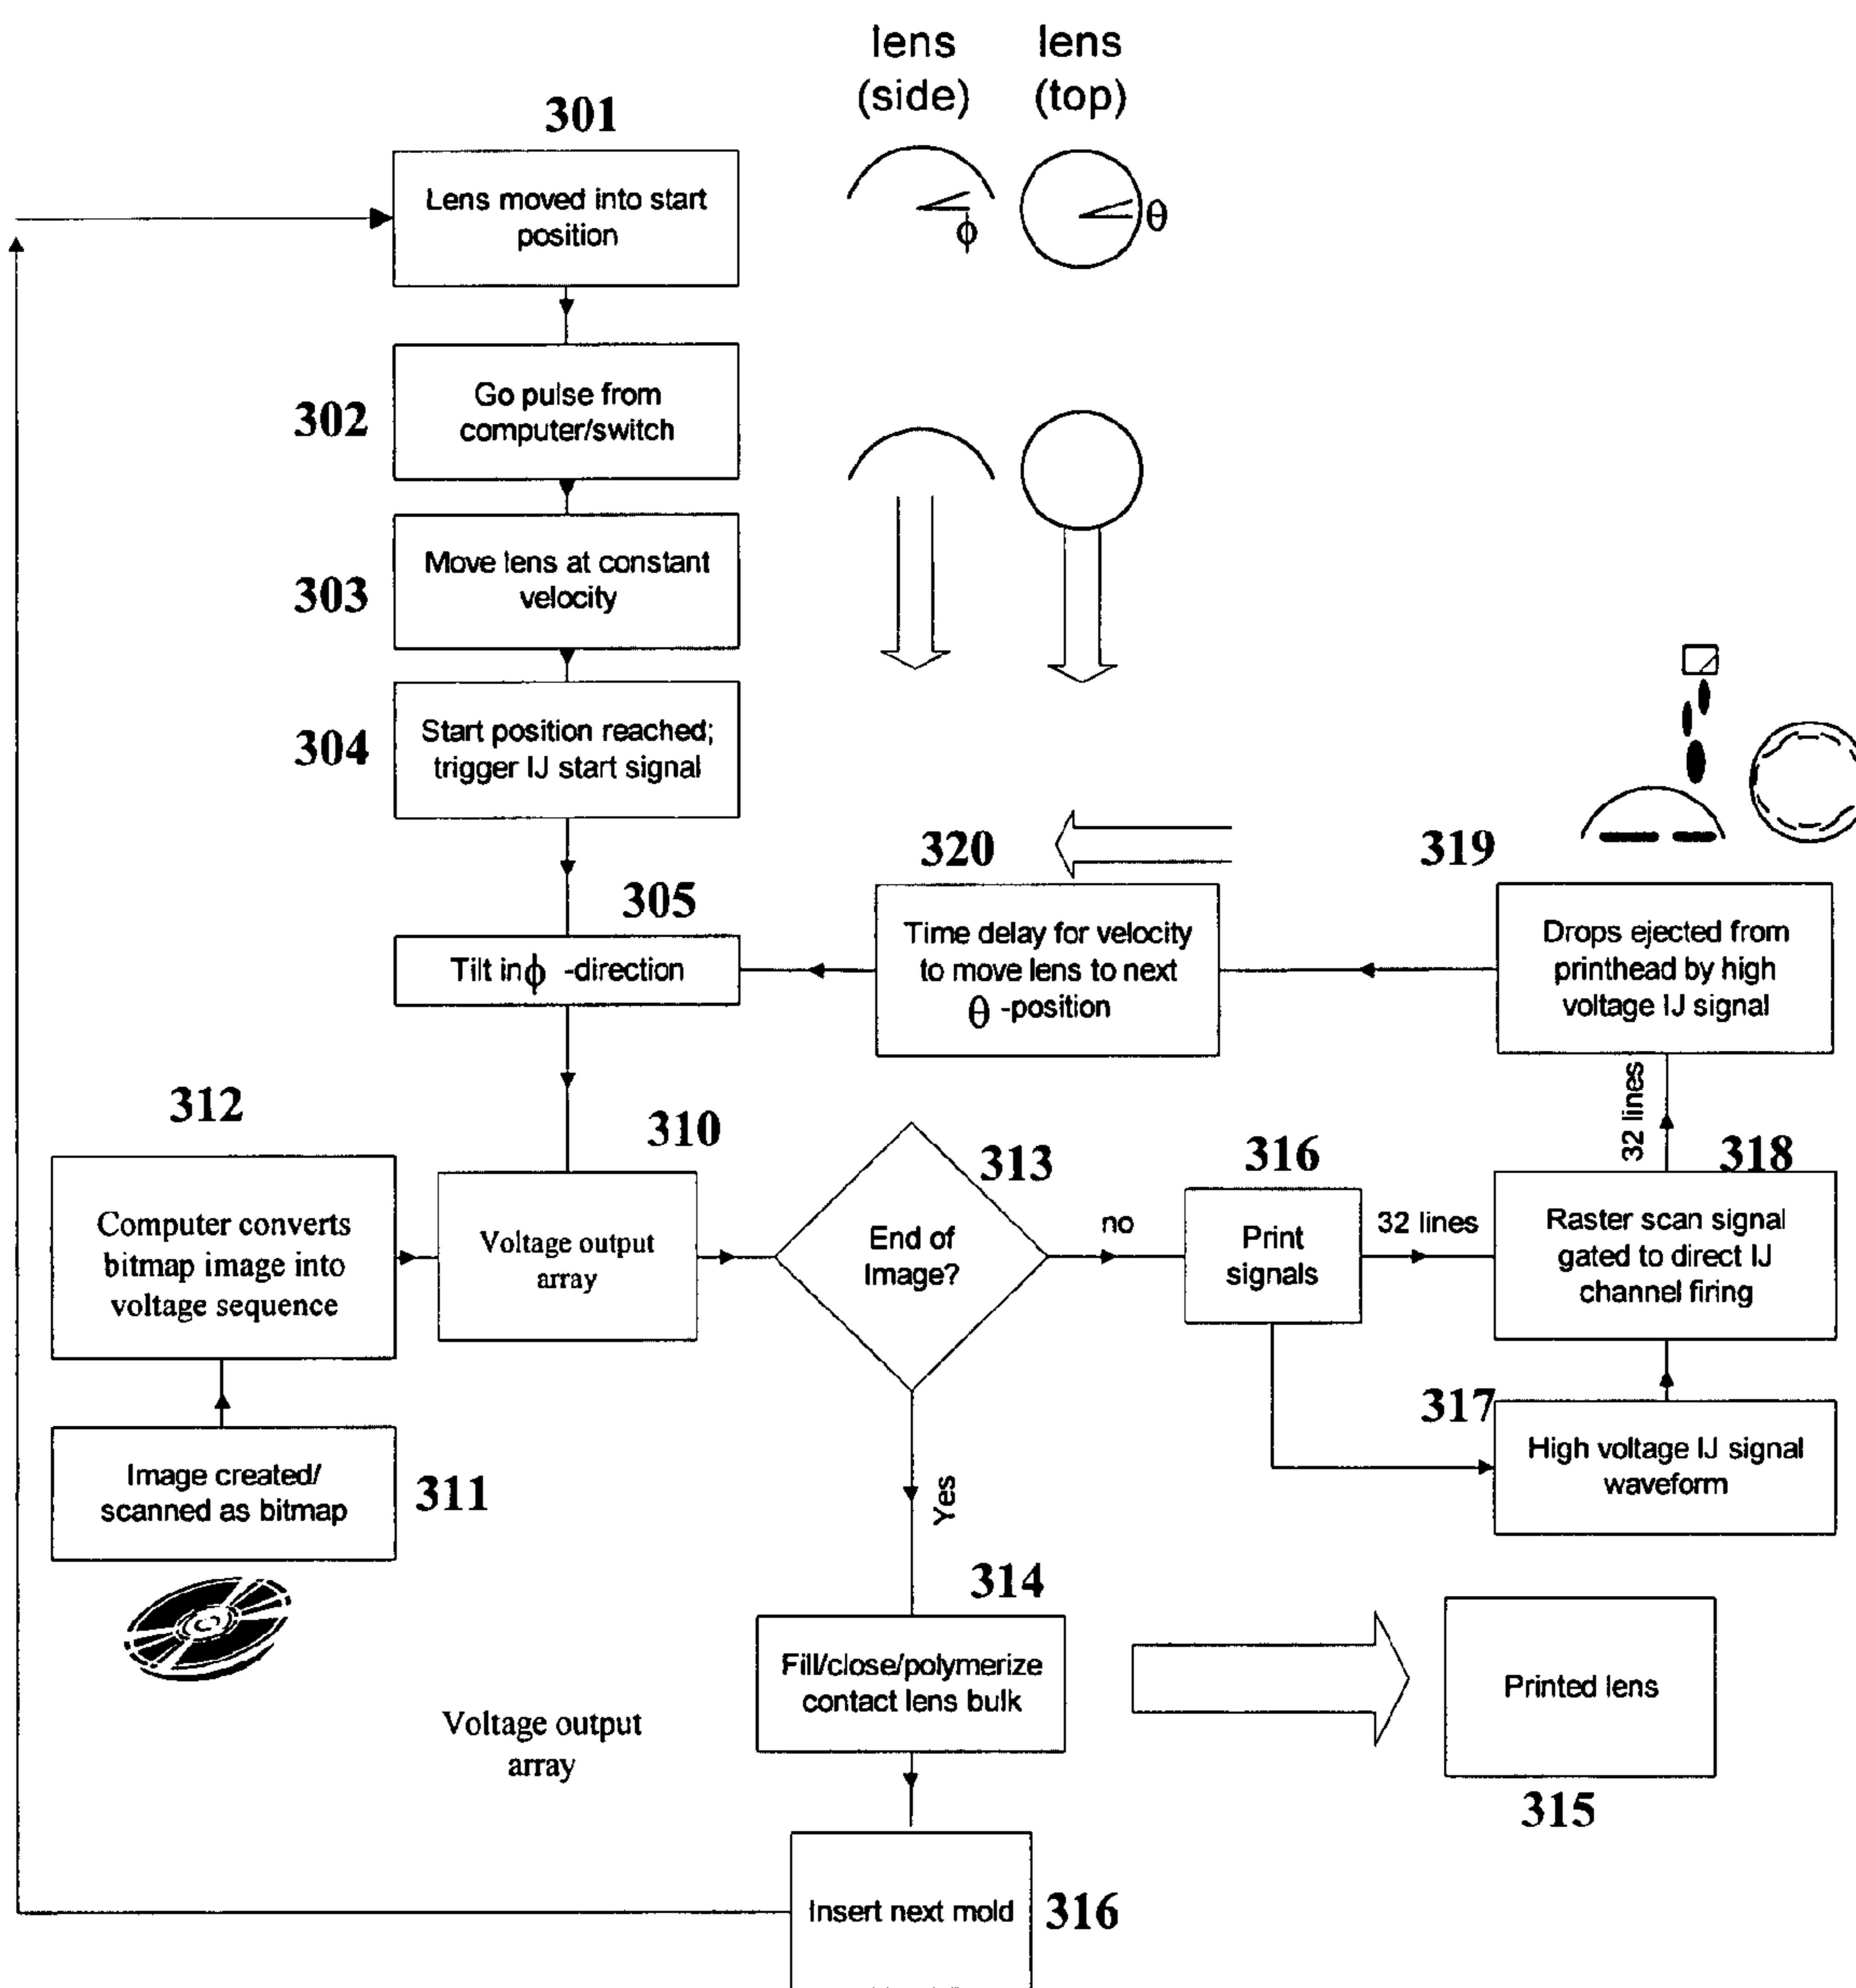 lens
(side)
lens
(top)
301
Lens moved into start
position
ϕ
θ
302
Go pulse from
computer/switch
303
Move lens at constant
velocity
304
Start position reached;
trigger IJ start signal
305
Tilt in ϕ -direction
320
Time delay for velocity
to move lens to next
θ -position
319
Drops ejected from
printhead by high
voltage IJ signal
32 lines
312
Computer converts
bitmap image into
voltage sequence
310
Voltage output
array
313
End of
Image?
no
316
Print
signals
32 lines
318
Raster scan signal
gated to direct IJ
channel firing
317
High voltage IJ signal
waveform
311
Image created/
scanned as bitmap
Yes
314
Fill/close/polymerize
contact lens bulk
Printed lens
315
Voltage output
array
Insert next mold
316